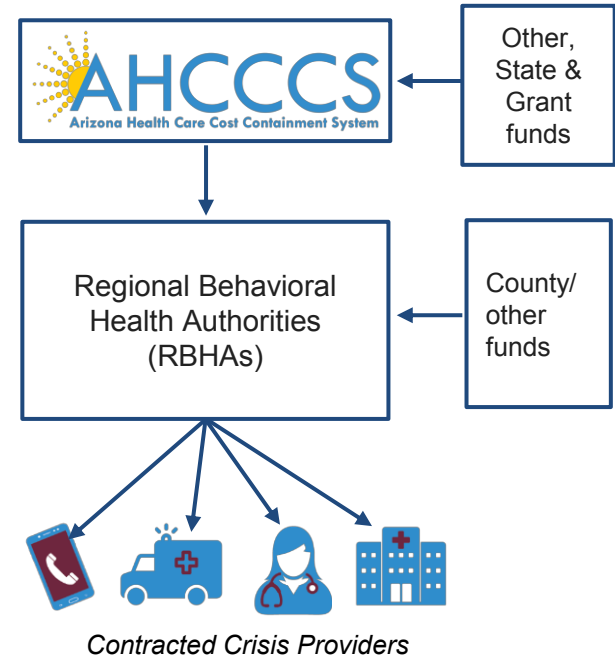 AHCCCS
Arizona Health Care Cost Containment System
Other,
State &
Grant
funds
Regional Behavioral
Health Authorities
(RBHAs)
County/
other
funds
Contracted Crisis Providers